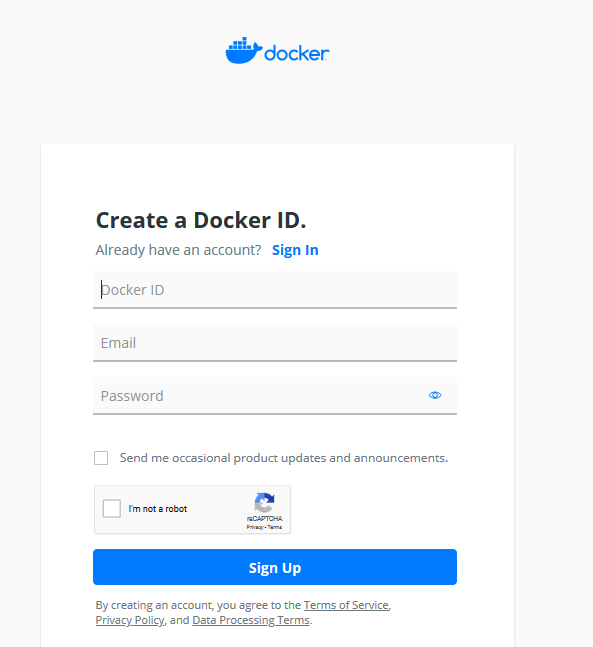 docker
Create a Docker ID.
Already have an account? Sign In
Docker ID
Email
Password
Send me occasional product updates and announcements.
I'm not a robot
reCAPTCHA
Privacy • Terms
Sign Up
By creating an account, you agree to the Terms of Service,
Privacy Policy, and Data Processing Terms.